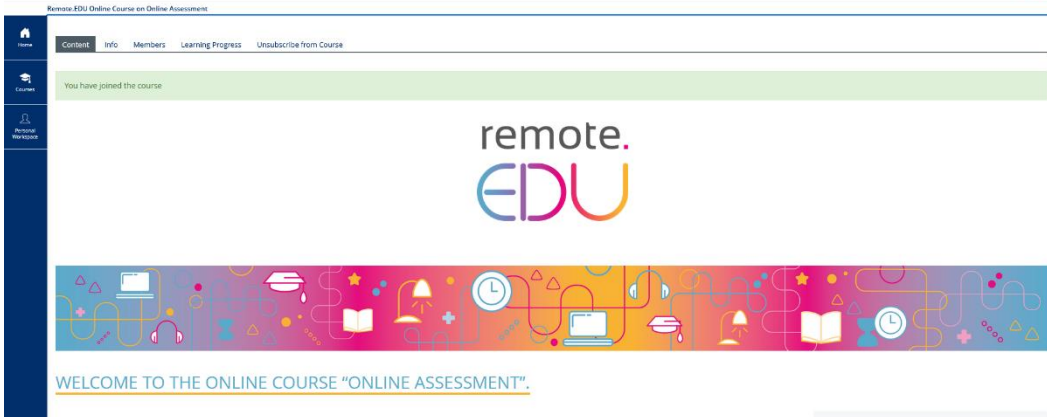 Remote.EDU Online Course on Online Assessment
Home
Content Info Members Learning Progress Unsubscribe from Course
Courses
You have joined the course
Personal
Workspace
remote.
EDU
WELCOME TO THE ONLINE COURSE “ONLINE ASSESSMENT”.